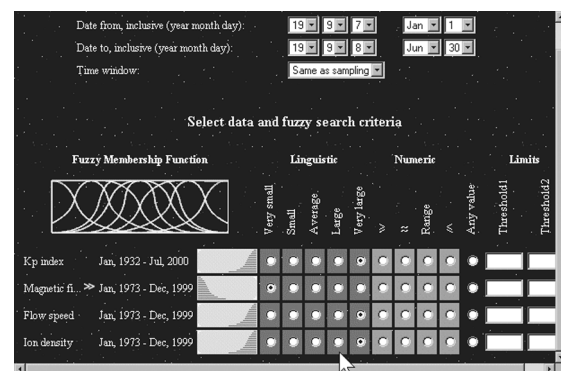 Date from, inclusive (year month day): 19 9 7 Jan 1
Date to, inclusive (year month day): 19 9 8 Jun 30
Time window: Same as sampling
Select data and fuzzy search criteria
Fuzzy Membership Function Linguistic Numeric Limits
Very small Small Average Large Very large > ≈ Range < Any value Threshold1 Threshold2
Kp index Jan, 1932 - Jul, 2000
Magnetic fi... >> Jan, 1973 - Dec, 1999
Flow speed Jan, 1973 - Dec, 1999
Ion density Jan, 1973 - Dec, 1999